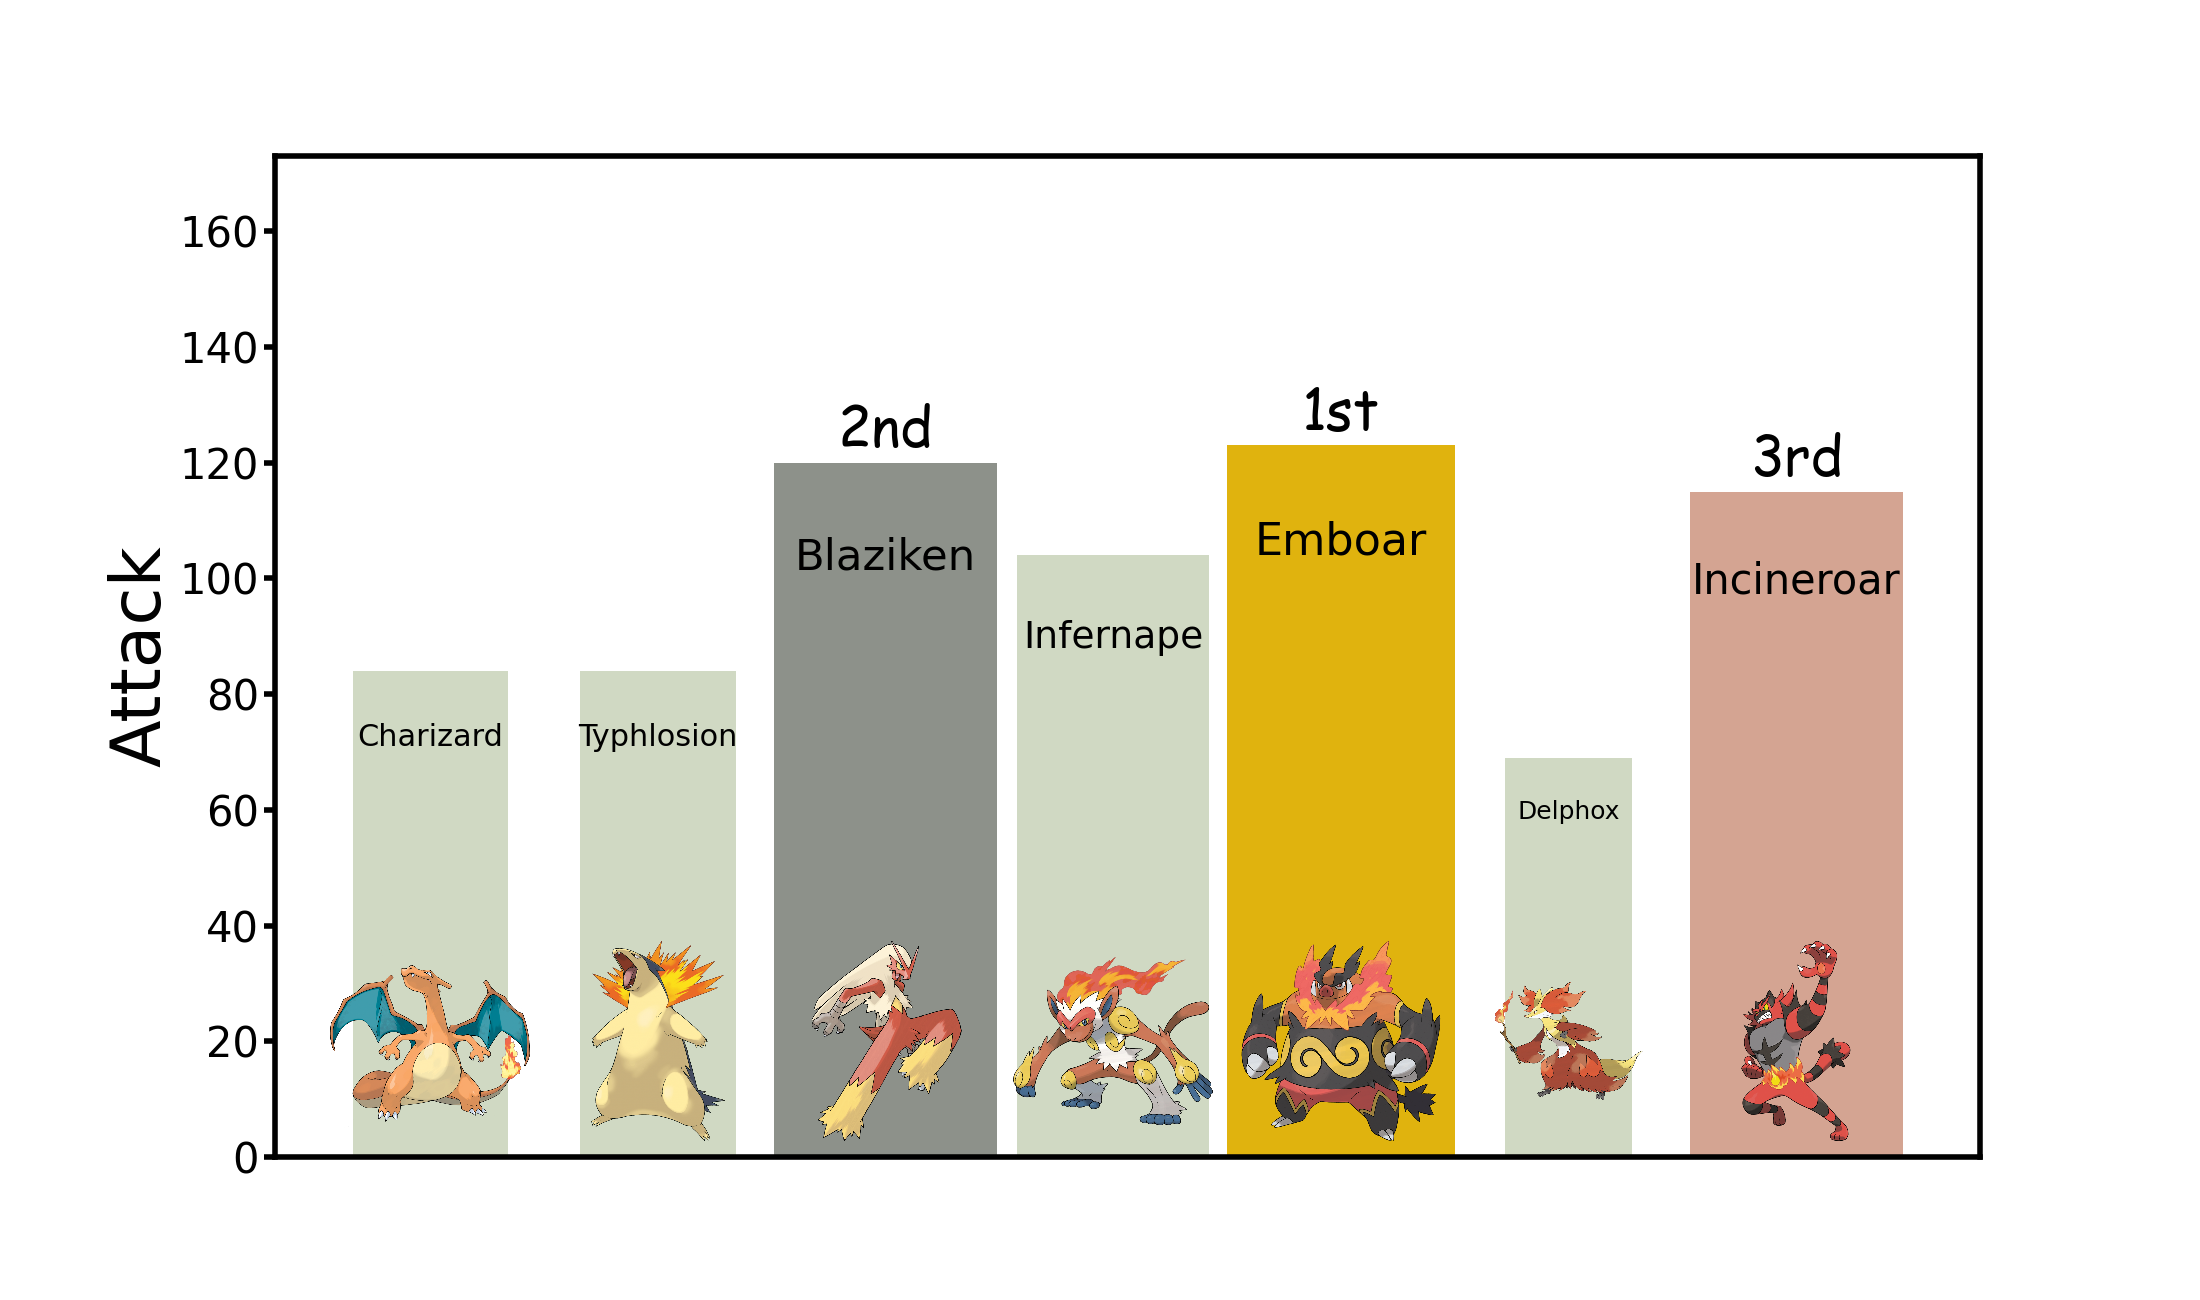 Attack
160
140
120
100
80
60
40
20
0
2nd
1st
3rd
Blaziken
Emboar
Incineroar
Infernape
Charizard
Typhlosion
Delphox